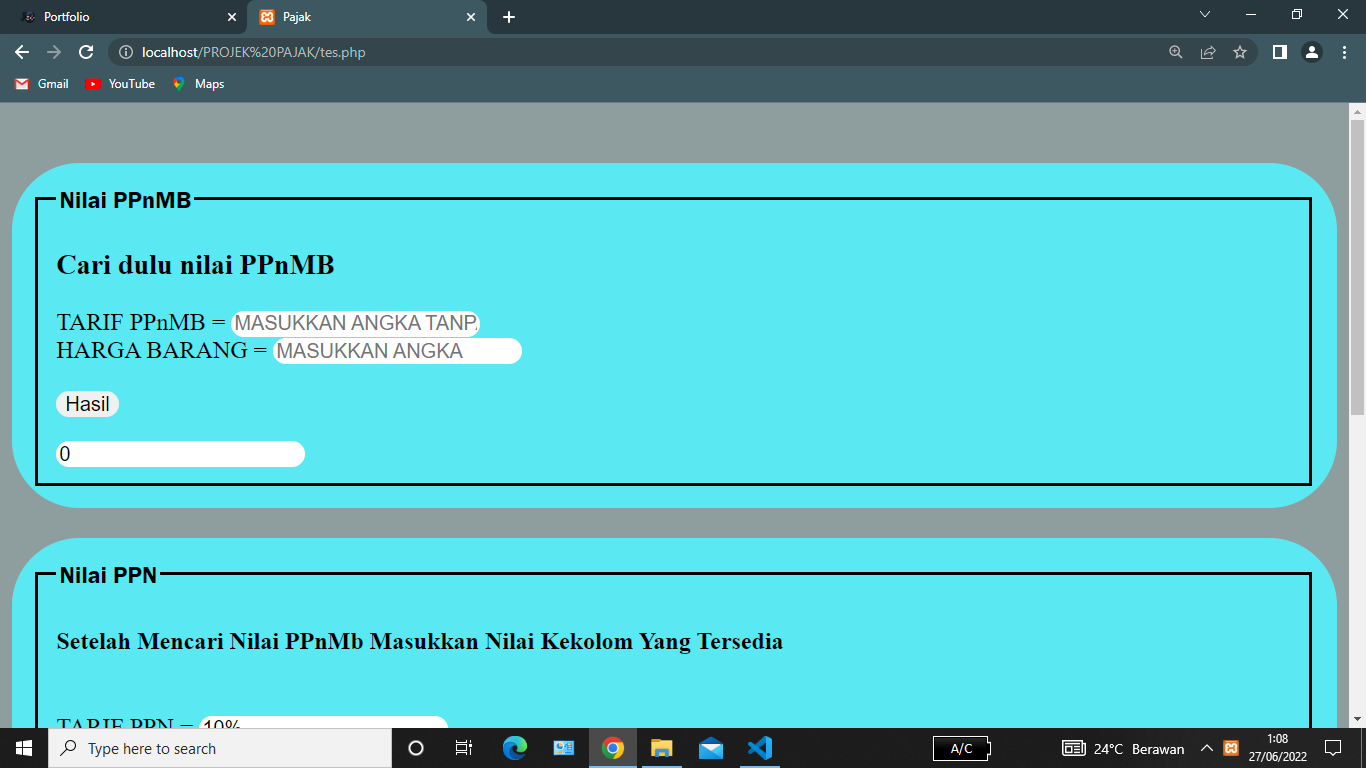 Portfolio
Pajak
localhost/PROJEK%20PAJAK/tes.php
Gmail
YouTube
Maps
Nilai PPnMB
Cari dulu nilai PPnMB
TARIF PPnMB = MASUKKAN ANGKA TANP
HARGA BARANG = MASUKKAN ANGKA
Hasil
0
Nilai PPN
Setelah Mencari Nilai PPnMb Masukkan Nilai Kekolom Yang Tersedia
TARIF PPN = 10%
Type here to search
A/C
24°C Berawan
1:08
27/06/2022